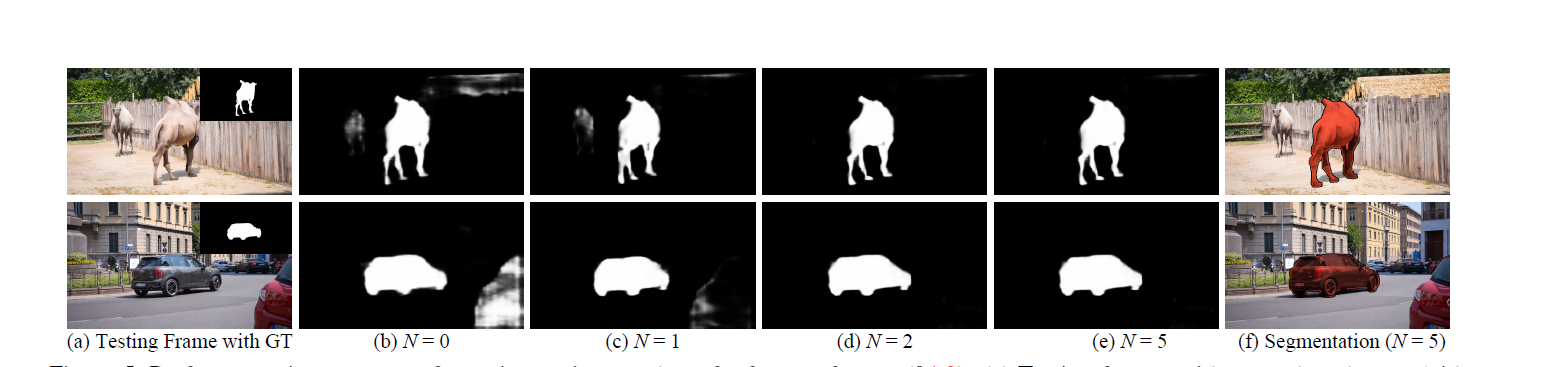 (a) Testing Frame with GT (b) N = 0 (c) N = 1 (d) N = 2 (e) N = 5 (f) Segmentation (N = 5)